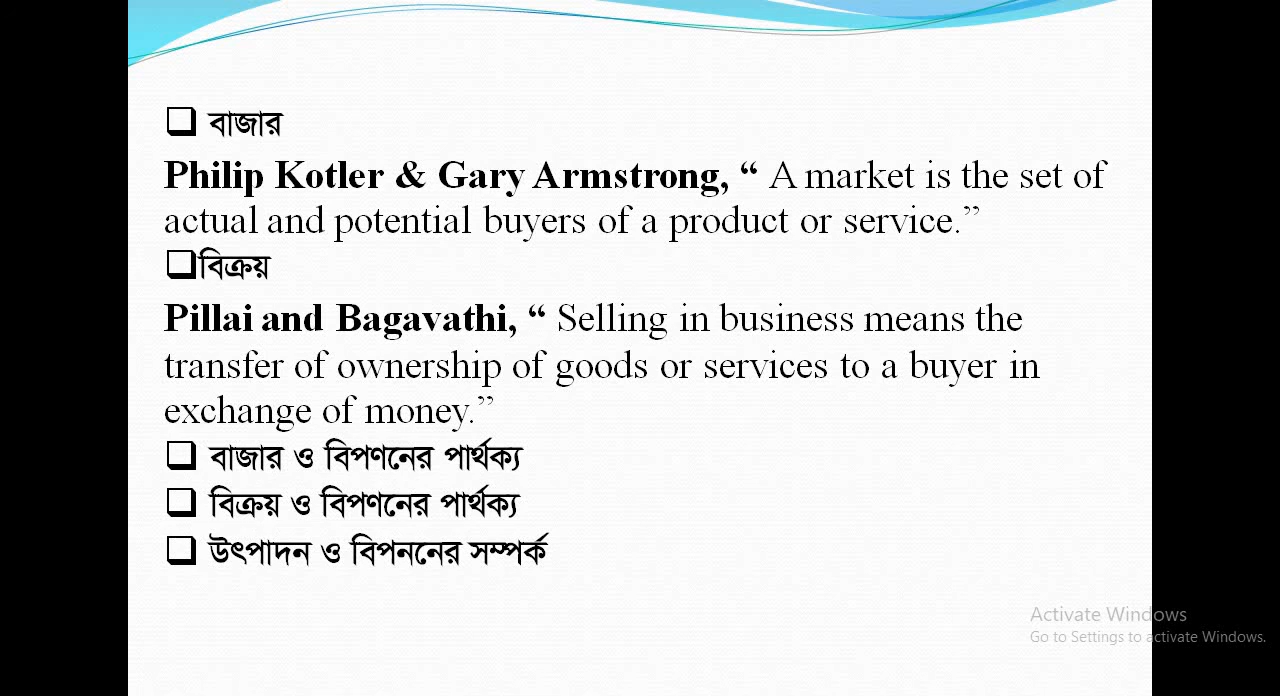 ❑ বাজার
Philip Kotler & Gary Armstrong, “ A market is the set of
actual and potential buyers of a product or service.”
❑বিক্রয়
Pillai and Bagavathi, “ Selling in business means the
transfer of ownership of goods or services to a buyer in
exchange of money.”
❑ বাজার ও বিপণনের পার্থক্য
❑ বিক্রয় ও বিপণনের পার্থক্য
❑ উৎপাদন ও বিপননের সম্পর্ক
Activate Windows
Go to Settings to activate Windows.